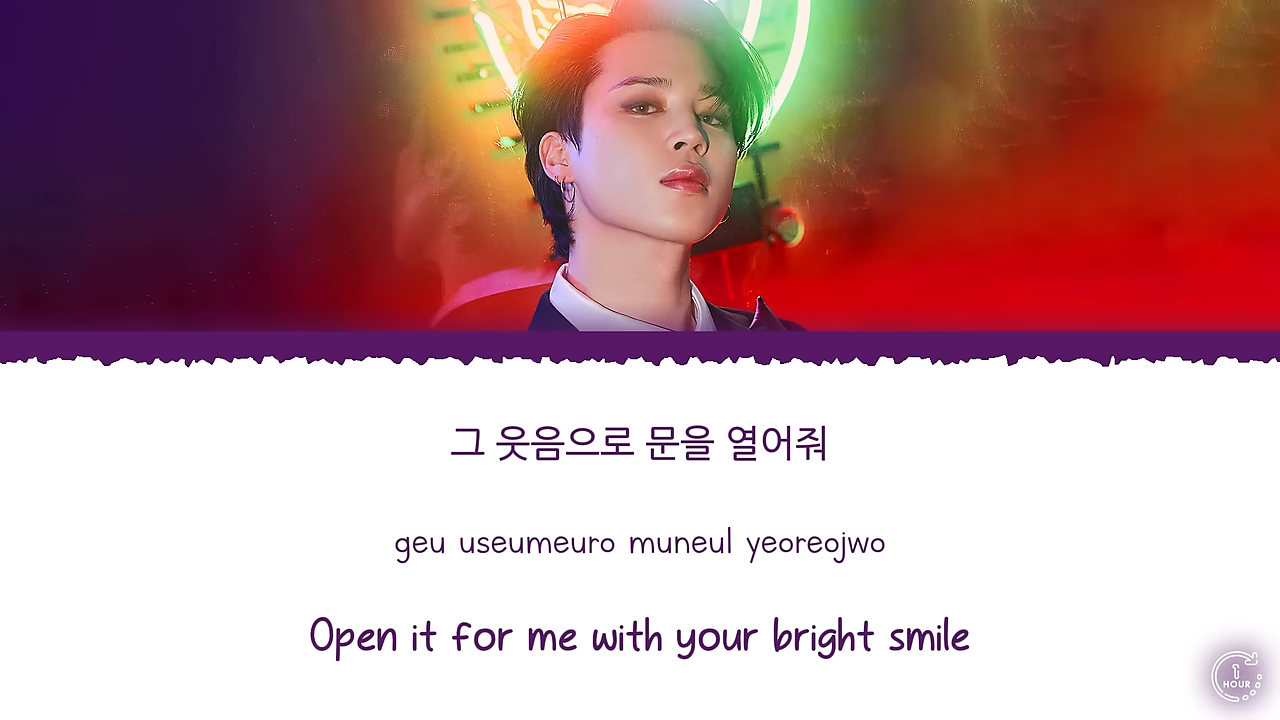 그 웃음으로 문을 열어줘
geu useumeuro muneul yeoreojwo
Open it for me with your bright smile
1
HOUR